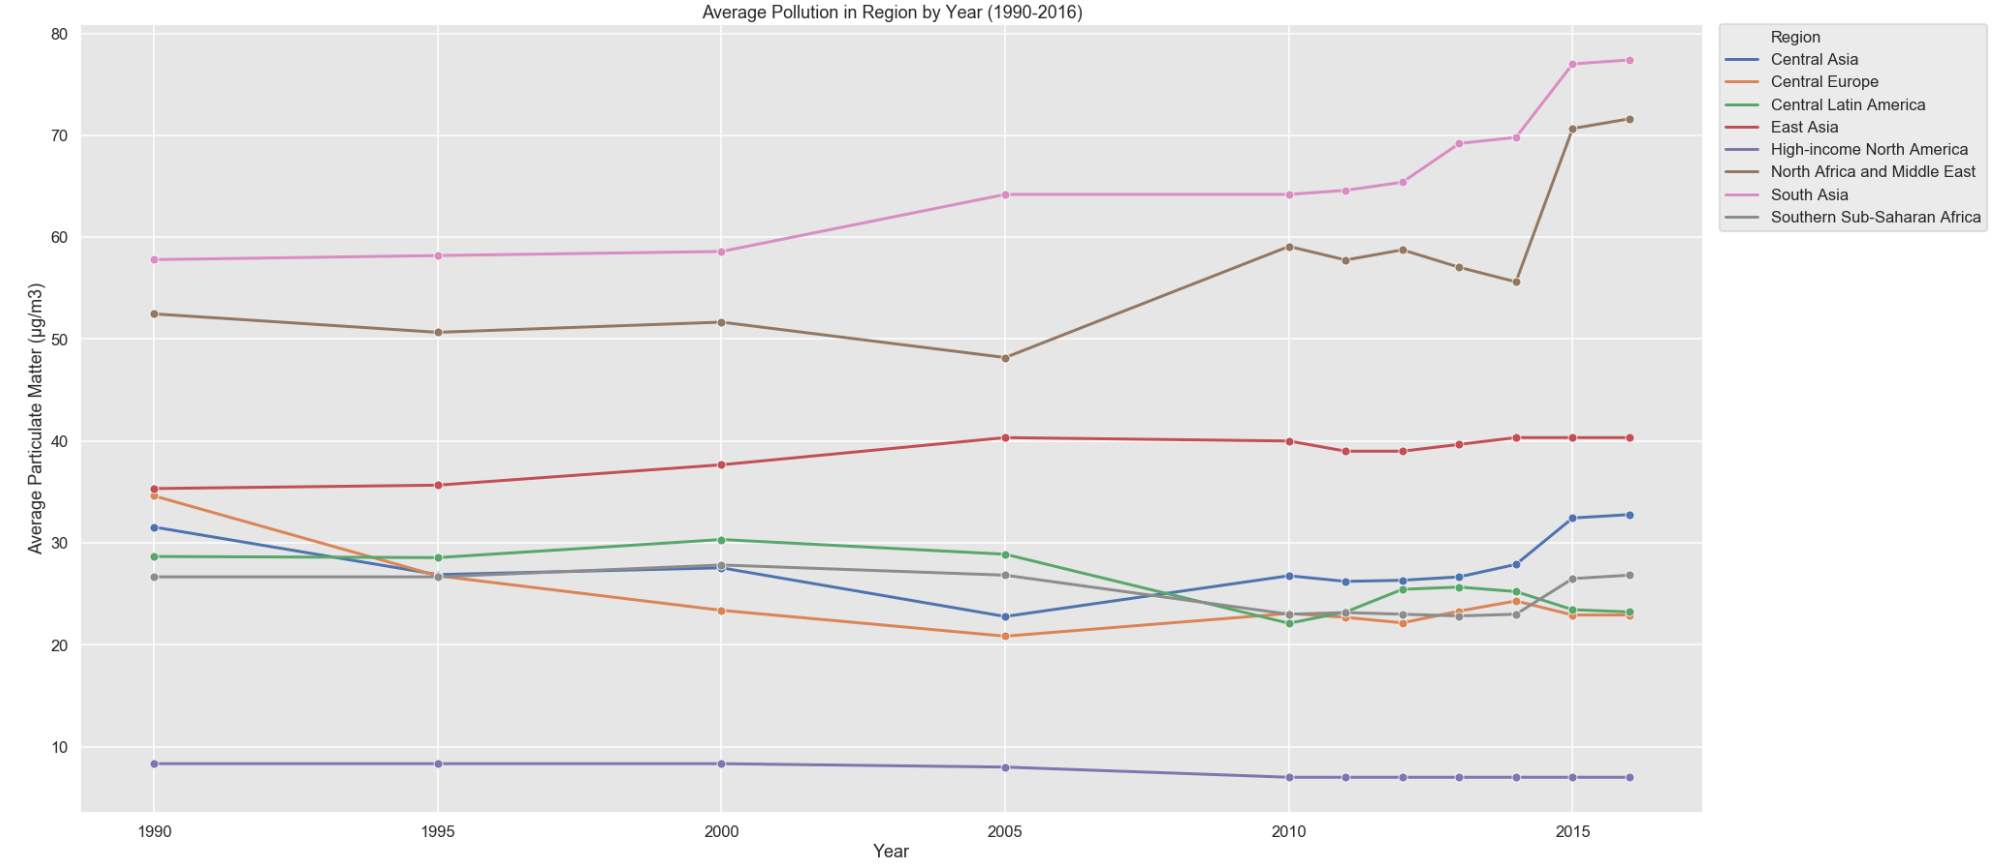 Average Pollution in Region by Year (1990-2016)
80
70
60
50
40
30
20
10
Average Particulate Matter (µg/m3)
1990
1995
2000
2005
2010
2015
Year
Region
Central Asia
Central Europe
Central Latin America
East Asia
High-income North America
North Africa and Middle East
South Asia
Southern Sub-Saharan Africa